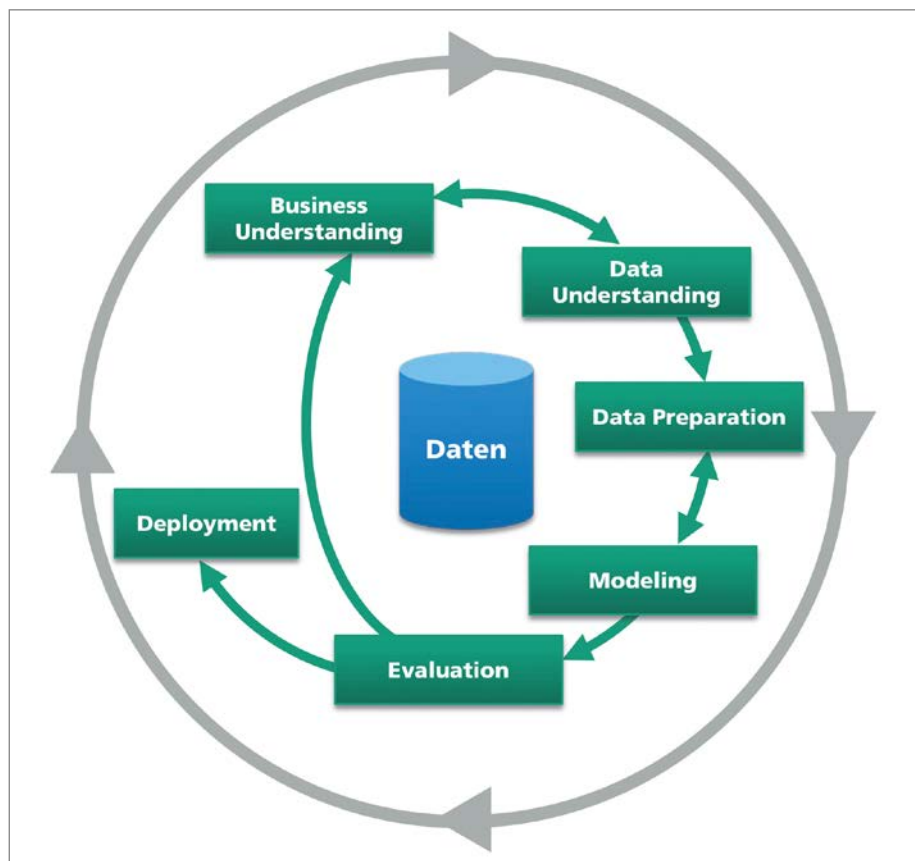 Business
Understanding
Data
Understanding
Data Preparation
Daten
Deployment
Modeling
Evaluation